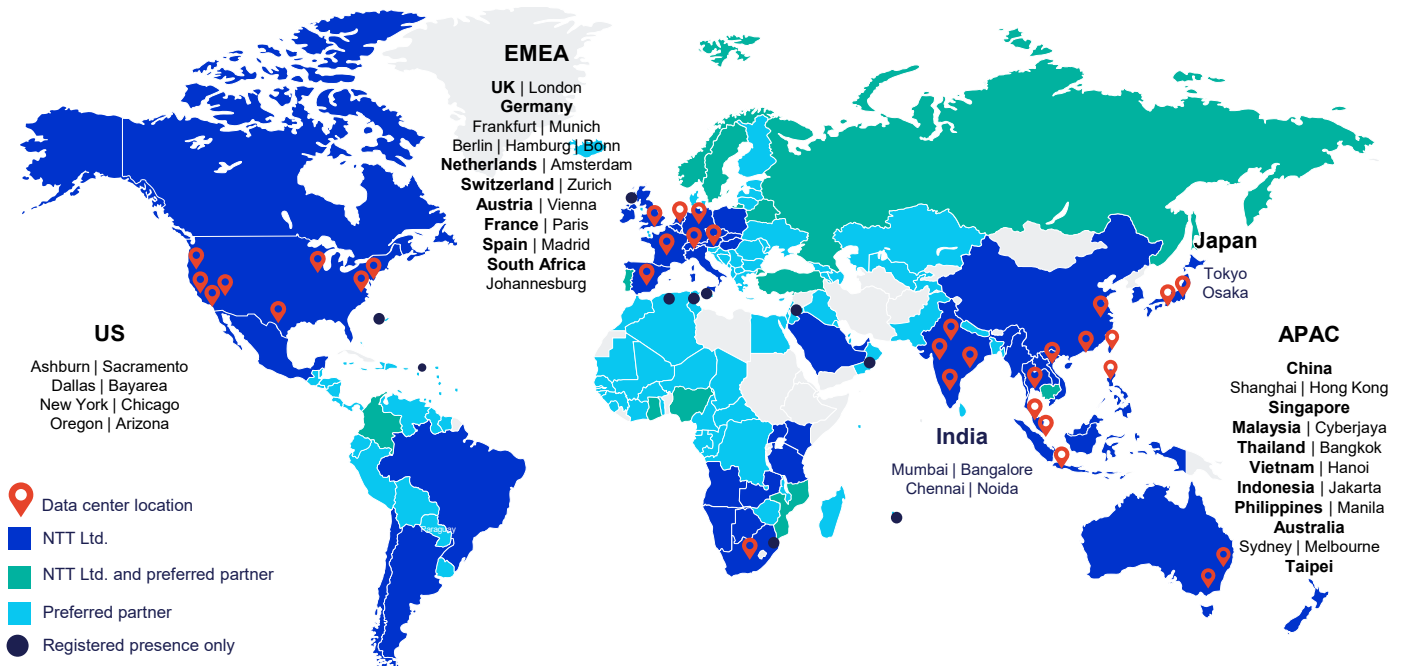 EMEA
UK | London
Germany
Frankfurt | Munich
Berlin | Hamburg | Bonn
Netherlands | Amsterdam
Switzerland | Zurich
Austria | Vienna
France | Paris
Spain | Madrid
South Africa
Johannesburg
Japan
Tokyo
Osaka
US
Ashburn | Sacramento
Dallas | Bayarea
New York | Chicago
Oregon | Arizona
APAC
China
Shanghai | Hong Kong
Singapore
Malaysia | Cyberjaya
Thailand | Bangkok
Vietnam | Hanoi
Indonesia | Jakarta
Philippines | Manila
Australia
Sydney | Melbourne
Taipei
India
Mumbai | Bangalore
Chennai | Noida
Paraguay
Data center location
NTT Ltd.
NTT Ltd. and preferred partner
Preferred partner
Registered presence only